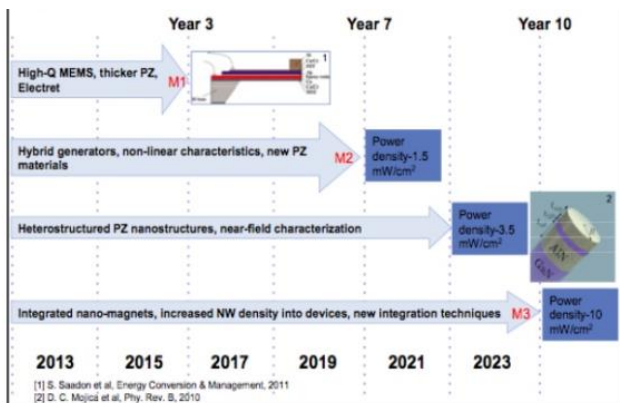 Year 3 Year 7 Year 10
1
High-Q MEMS, thicker PZ,
Electret
M1
Hybrid generators, non-linear characteristics, new PZ
materials
M2
Power
density-1.5
mW/cm²
Heterostructured PZ nanostructures, near-field characterization
Power
density-3.5
mW/cm²
2
AlN
GaN
Integrated nano-magnets, increased NW density into devices, new integration techniques
M3
Power
density-10
mW/cm²
2013 2015 2017 2019 2021 2023
[1] S. Saadon et al, Energy Conversion & Management, 2011
[2] D. C. Mojica et al, Phy. Rev. B, 2010